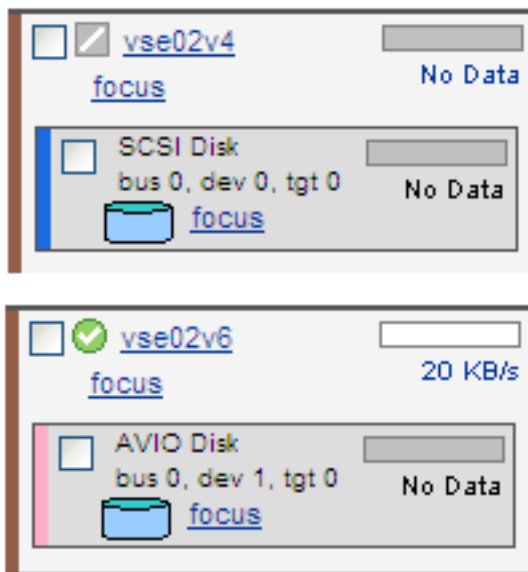 vse02v4
No Data
focus
SCSI Disk
bus 0, dev 0, tgt 0
No Data
focus
vse02v6
20 KB/s
focus
AVIO Disk
bus 0, dev 1, tgt 0
No Data
focus